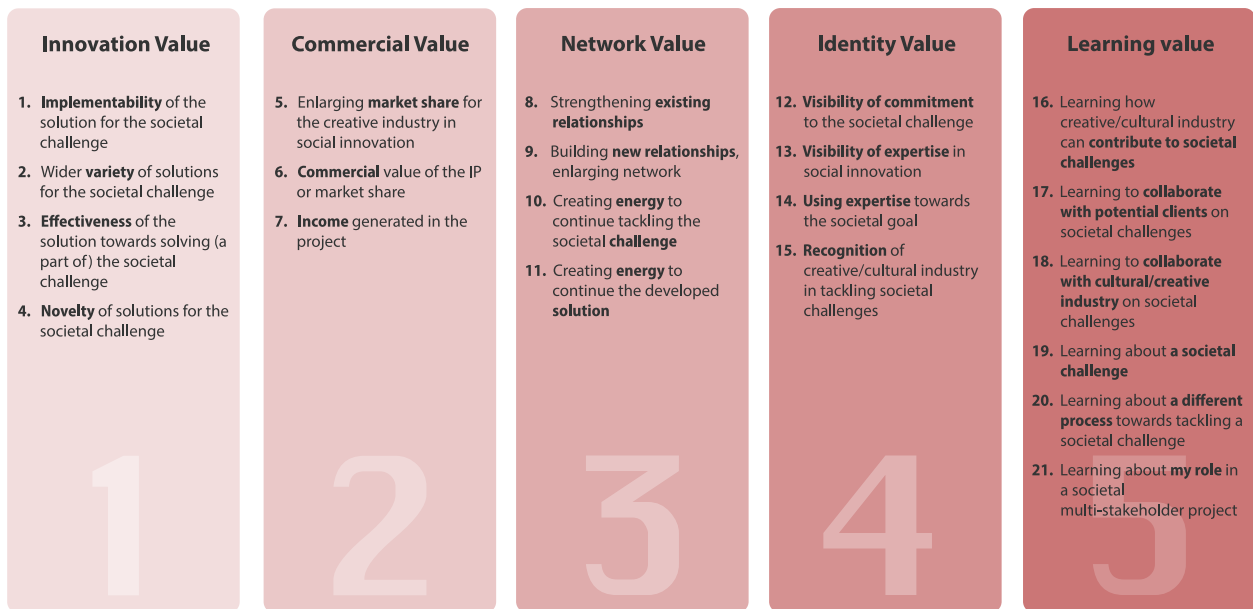 Innovation Value
1. Implementability of the
solution for the societal
challenge
2. Wider variety of solutions
for the societal challenge
3. Effectiveness of the
solution towards solving (a
part of) the societal
challenge
4. Novelty of solutions for the
societal challenge
1
Commercial Value
5. Enlarging market share for
the creative industry in
social innovation
6. Commercial value of the IP
or market share
7. Income generated in the
project
2
Network Value
8. Strengthening existing
relationships
9. Building new relationships,
enlarging network
10. Creating energy to
continue tackling the
societal challenge
11. Creating energy to
continue the developed
solution
3
Identity Value
12. Visibility of commitment
to the societal challenge
13. Visibility of expertise in
social innovation
14. Using expertise towards
the societal goal
15. Recognition of
creative/cultural industry
in tackling societal
challenges
4
Learning value
16. Learning how
creative/cultural industry
can contribute to societal
challenges
17. Learning to collaborate
with potential clients on
societal challenges
18. Learning to collaborate
with cultural/creative
industry on societal
challenges
19. Learning about a societal
challenge
20. Learning about a different
process towards tackling a
societal challenge
21. Learning about my role in
a societal
multi-stakeholder project
5